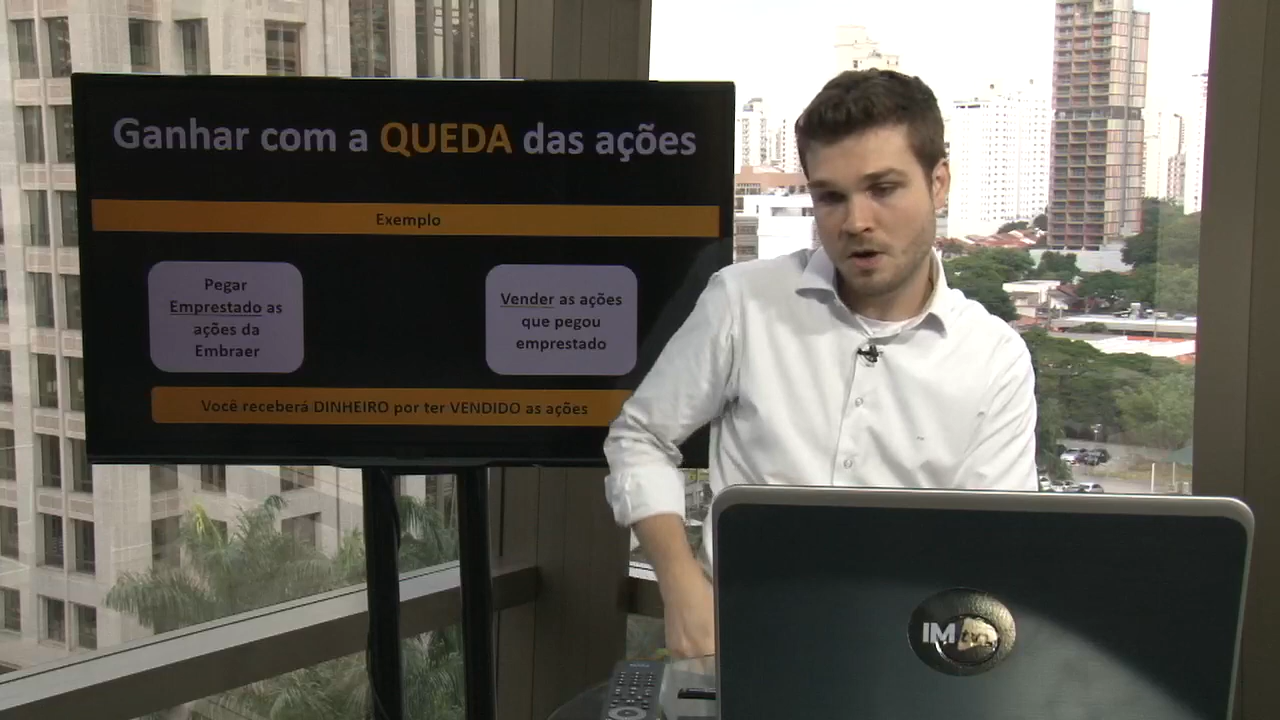 Ganhar com a QUEDA das ações
Exemplo
Pegar
Emprestado as
ações da
Embraer
Vender as ações
que pegou
emprestado
Você receberá DINHEIRO por ter VENDIDO as ações
IM